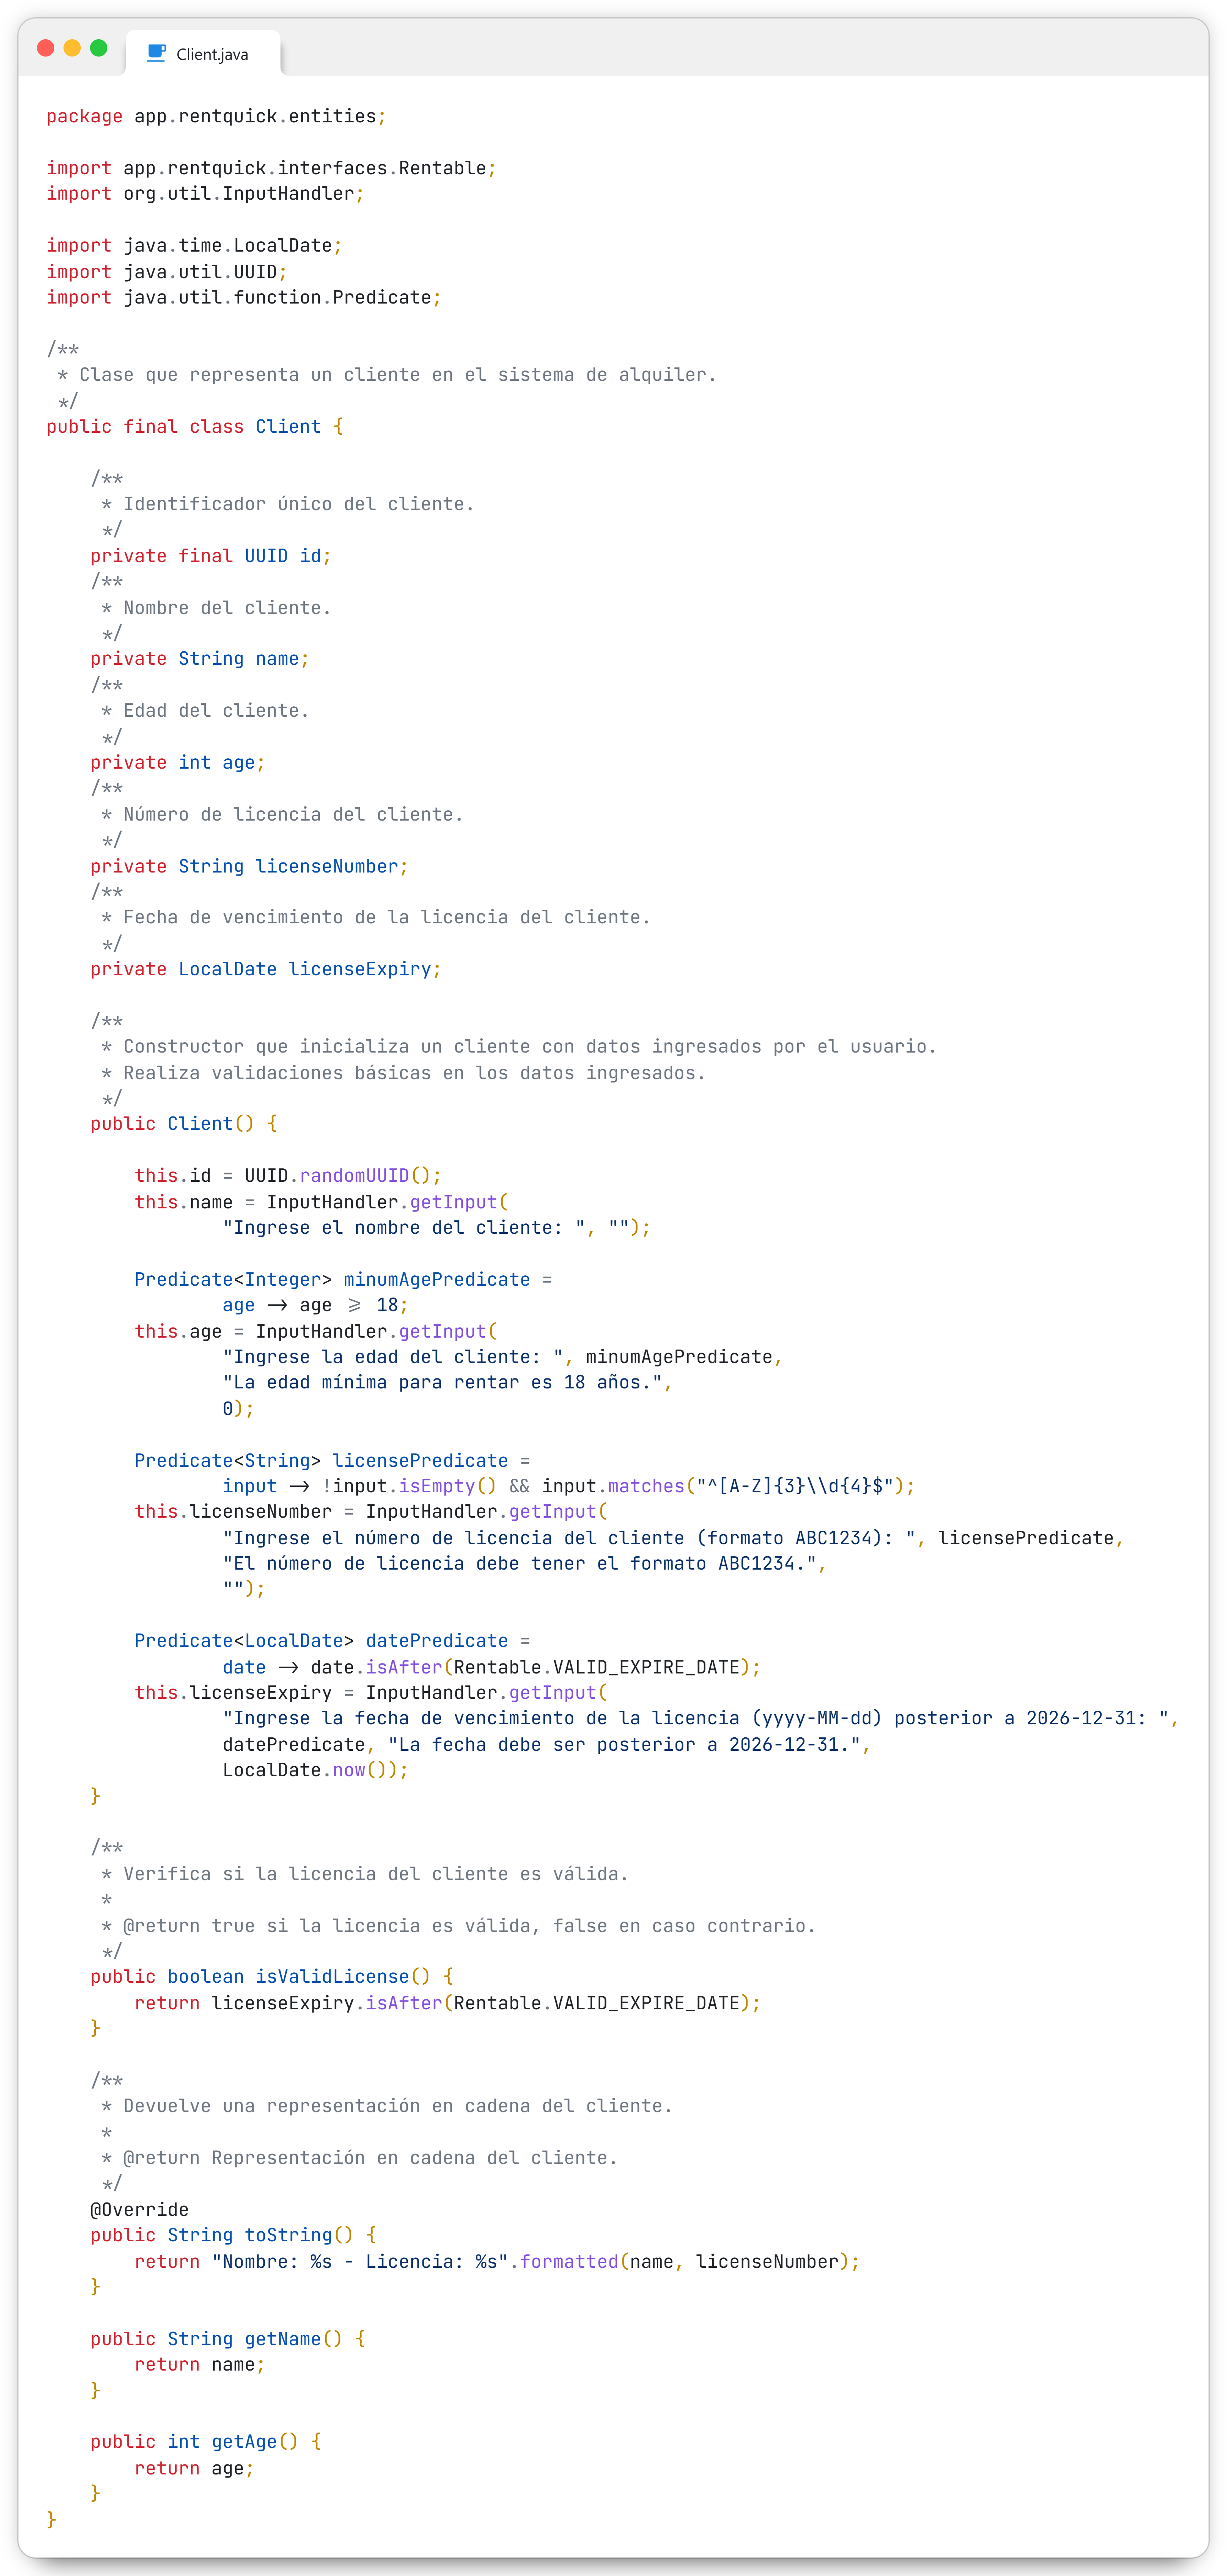 Client.java
package app.rentquick.entities;

import app.rentquick.interfaces.Rentable;
import org.util.InputHandler;

import java.time.LocalDate;
import java.util.UUID;
import java.util.function.Predicate;

/**
 * Clase que representa un cliente en el sistema de alquiler.
 */
public final class Client {

    /**
     * Identificador único del cliente.
     */
    private final UUID id;
    /**
     * Nombre del cliente.
     */
    private String name;
    /**
     * Edad del cliente.
     */
    private int age;
    /**
     * Número de licencia del cliente.
     */
    private String licenseNumber;
    /**
     * Fecha de vencimiento de la licencia del cliente.
     */
    private LocalDate licenseExpiry;

    /**
     * Constructor que inicializa un cliente con datos ingresados por el usuario.
     * Realiza validaciones básicas en los datos ingresados.
     */
    public Client() {

        this.id = UUID.randomUUID();
        this.name = InputHandler.getInput(
                "Ingrese el nombre del cliente: ", "");

        Predicate<Integer> minumAgePredicate =
                age -> age >= 18;
        this.age = InputHandler.getInput(
                "Ingrese la edad del cliente: ", minumAgePredicate,
                "La edad mínima para rentar es 18 años.",
                0);

        Predicate<String> licensePredicate =
                input -> !input.isEmpty() && input.matches("^[A-Z]{3}\\d{4}$");
        this.licenseNumber = InputHandler.getInput(
                "Ingrese el número de licencia del cliente (formato ABC1234): ", licensePredicate,
                "El número de licencia debe tener el formato ABC1234.",
                "");

        Predicate<LocalDate> datePredicate =
                date -> date.isAfter(Rentable.VALID_EXPIRE_DATE);
        this.licenseExpiry = InputHandler.getInput(
                "Ingrese la fecha de vencimiento de la licencia (yyyy-MM-dd) posterior a 2026-12-31: ",
                datePredicate, "La fecha debe ser posterior a 2026-12-31.",
                LocalDate.now());
    }

    /**
     * Verifica si la licencia del cliente es válida.
     *
     * @return true si la licencia es válida, false en caso contrario.
     */
    public boolean isValidLicense() {
        return licenseExpiry.isAfter(Rentable.VALID_EXPIRE_DATE);
    }

    /**
     * Devuelve una representación en cadena del cliente.
     *
     * @return Representación en cadena del cliente.
     */
    @Override
    public String toString() {
        return "Nombre: %s - Licencia: %s".formatted(name, licenseNumber);
    }

    public String getName() {
        return name;
    }

    public int getAge() {
        return age;
    }
}